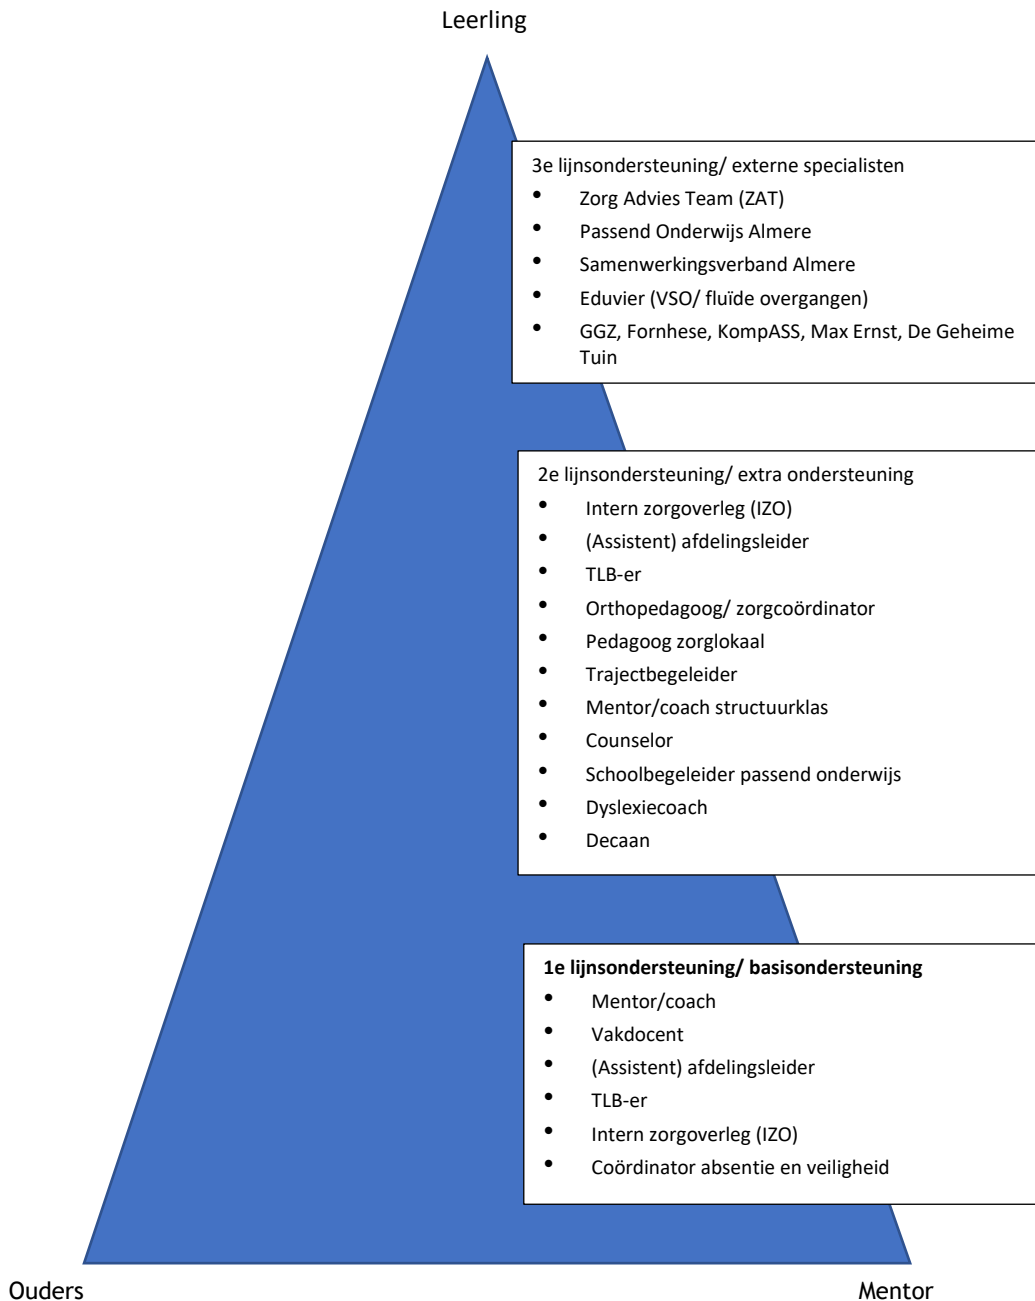 Leerling
3e lijnsondersteuning/ externe specialisten
• Zorg Advies Team (ZAT)
• Passend Onderwijs Almere
• Samenwerkingsverband Almere
• Eduvier (VSO/ fluïde overgangen)
• GGZ, Fornhese, KompASS, Max Ernst, De Geheime
Tuin
2e lijnsondersteuning/ extra ondersteuning
• Intern zorgoverleg (IZO)
• (Assistent) afdelingsleider
• TLB-er
• Orthopedagoog/ zorgcoördinator
• Pedagoog zorglokaal
• Trajectbegeleider
• Mentor/coach structuurklas
• Counselor
• Schoolbegeleider passend onderwijs
• Dyslexiecoach
• Decaan
1e lijnsondersteuning/ basisondersteuning
• Mentor/coach
• Vakdocent
• (Assistent) afdelingsleider
• TLB-er
• Intern zorgoverleg (IZO)
• Coördinator absentie en veiligheid
Ouders
Mentor